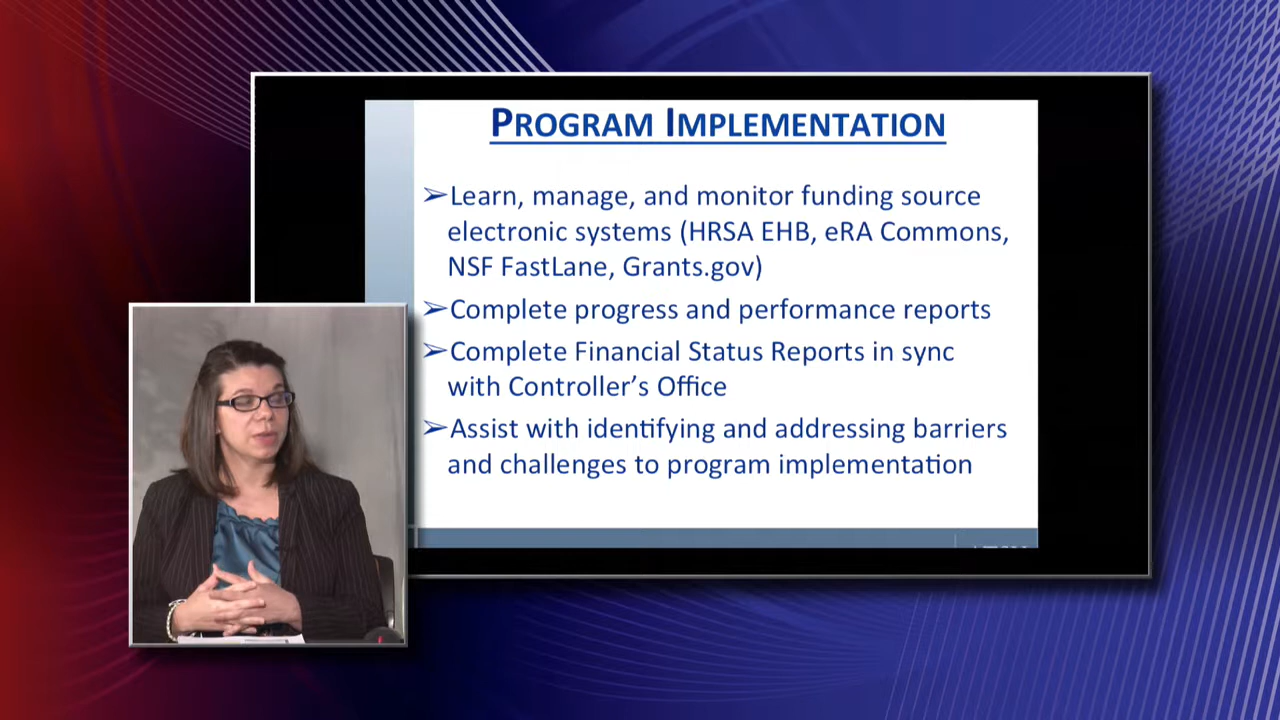 PROGRAM IMPLEMENTATION
➢Learn, manage, and monitor funding source
electronic systems (HRSA EHB, eRA Commons,
NSF FastLane, Grants.gov)
➢Complete progress and performance reports
➢Complete Financial Status Reports in sync
with Controller’s Office
➢Assist with identifying and addressing barriers
and challenges to program implementation